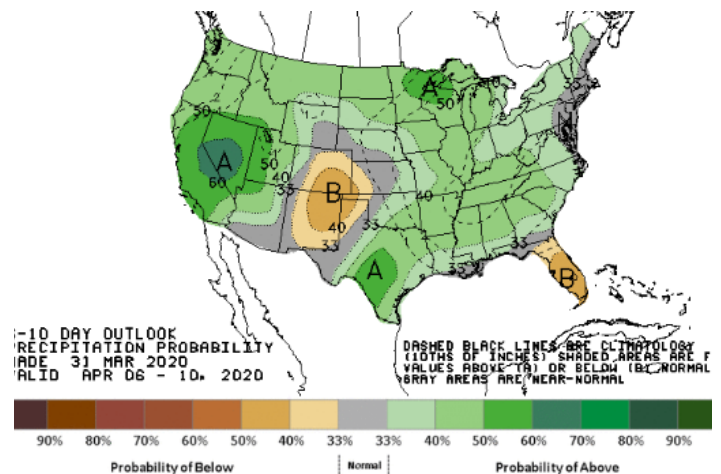 A
50
A
50
40
33
N
A
60
50
40
33
B
40
33
33
40
A
33
33
B
-10 DAY OUTLOOK
RECIPITATION PROBABILITY
ADE 31 MAR 2020
ALID APR 06 - 10, 2020
DASHED BLACK LINES ARE CLIMATOLOGY
(10THS OF INCHES) SHADED AREAS ARE F
VALUES ABOVE (A) OR BELOW (B) NORMAL
GRAY AREAS ARE NEAR-NORMAL
90% 80% 70% 60% 50% 40% 33% 33% 40% 50% 60% 70% 80% 90%
Probability of Below Normal Probability of Above